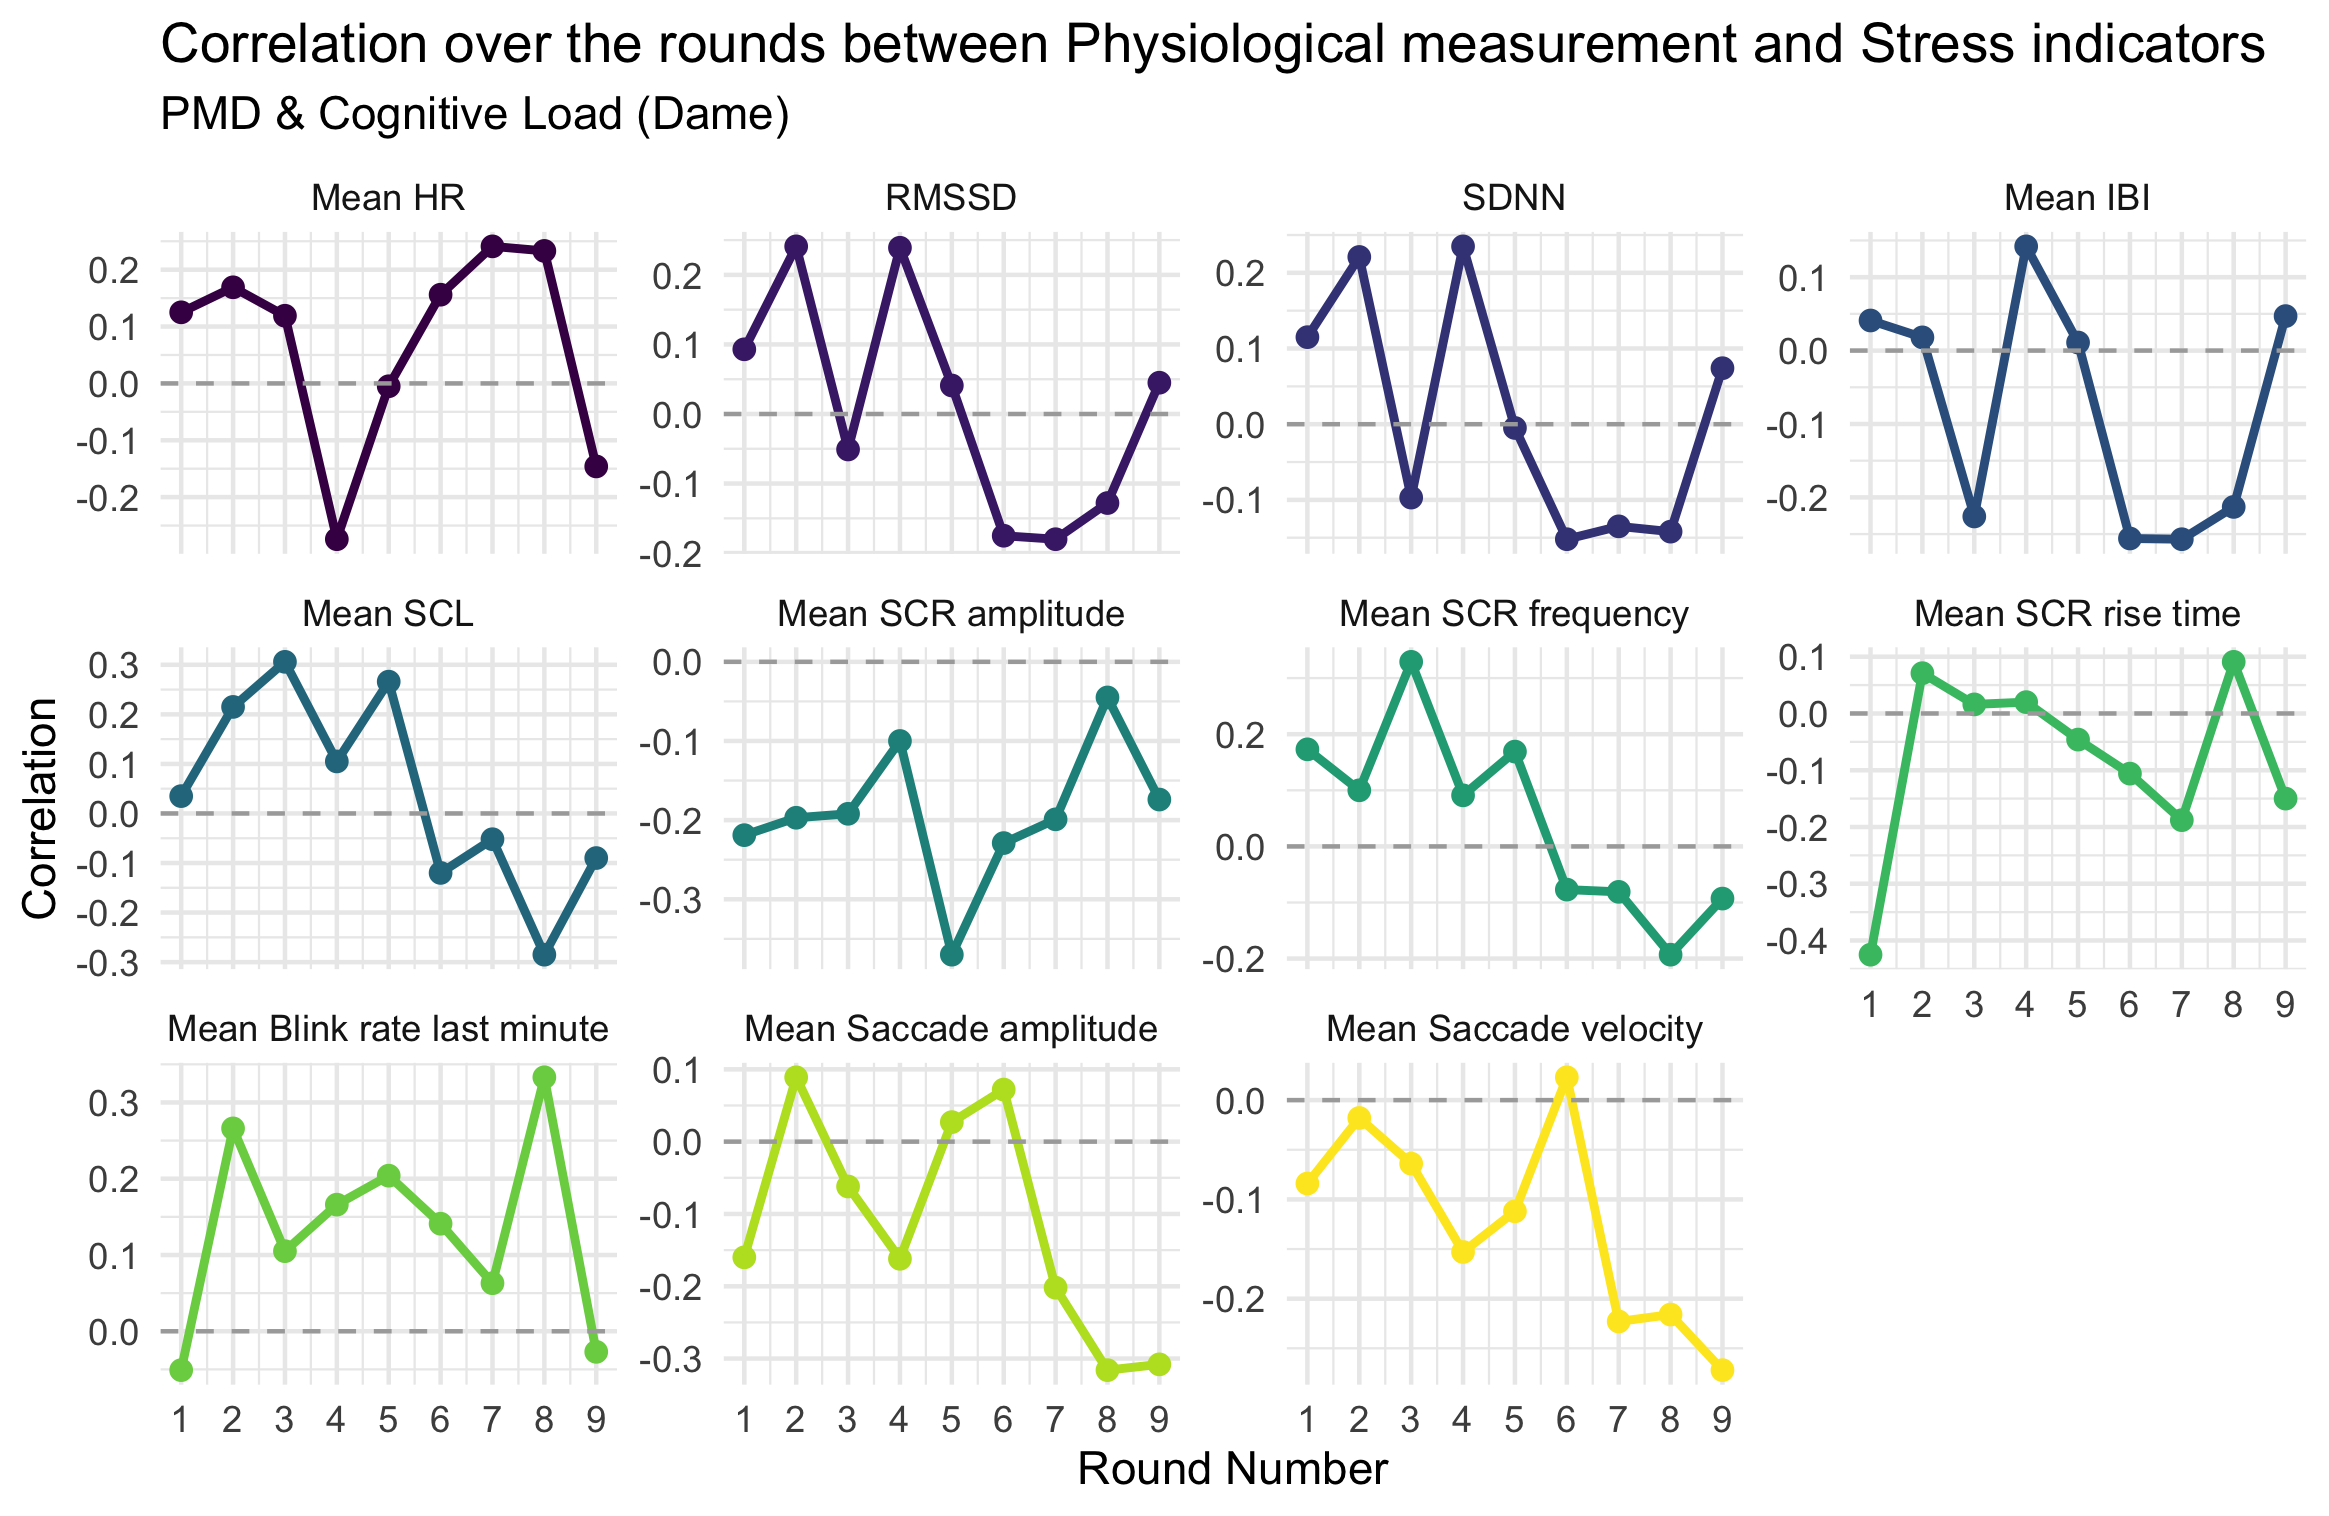 Correlation over the rounds between Physiological measurement and Stress indicators
PMD & Cognitive Load (Dame)
Mean HR
0.2
0.1
0.0
-0.1
-0.2
RMSSD
0.2
0.1
0.0
-0.1
-0.2
SDNN
0.2
0.1
0.0
-0.1
Mean IBI
0.1
0.0
-0.1
-0.2
Correlation
Mean SCL
0.3
0.2
0.1
0.0
-0.1
-0.2
-0.3
Mean SCR amplitude
0.0
-0.1
-0.2
-0.3
Mean SCR frequency
0.2
0.0
-0.2
Mean SCR rise time
0.1
0.0
-0.1
-0.2
-0.3
-0.4
1 2 3 4 5 6 7 8 9
Mean Blink rate last minute
0.3
0.2
0.1
0.0
1 2 3 4 5 6 7 8 9
Mean Saccade amplitude
0.1
0.0
-0.1
-0.2
-0.3
1 2 3 4 5 6 7 8 9
Mean Saccade velocity
0.0
-0.1
-0.2
1 2 3 4 5 6 7 8 9
Round Number